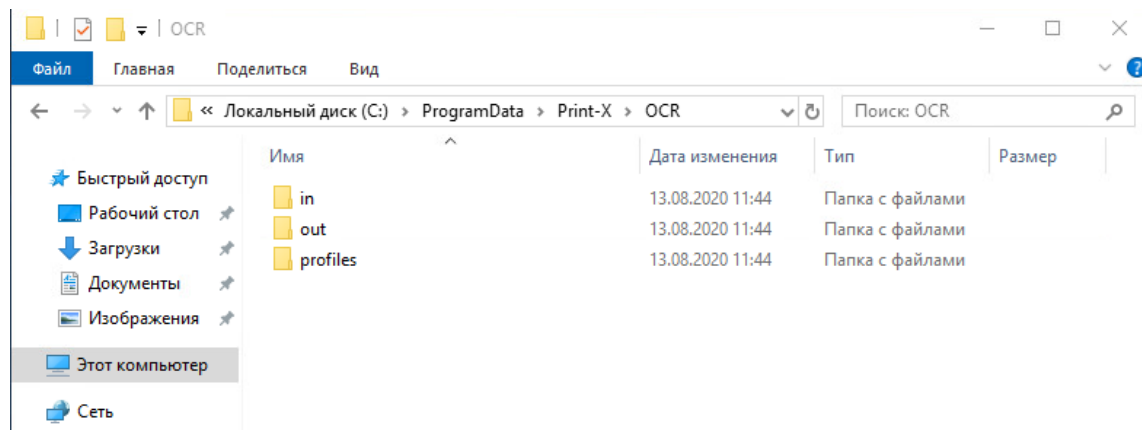 OCR
Файл Главная Поделиться Вид
« Локальный диск (C:) › ProgramData › Print-X › OCR Поиск: OCR
Имя Дата изменения Тип Размер
Быстрый доступ
Рабочий стол
Загрузки
Документы
Изображения
Этот компьютер
Сеть
in 13.08.2020 11:44 Папка с файлами
out 13.08.2020 11:44 Папка с файлами
profiles 13.08.2020 11:44 Папка с файлами